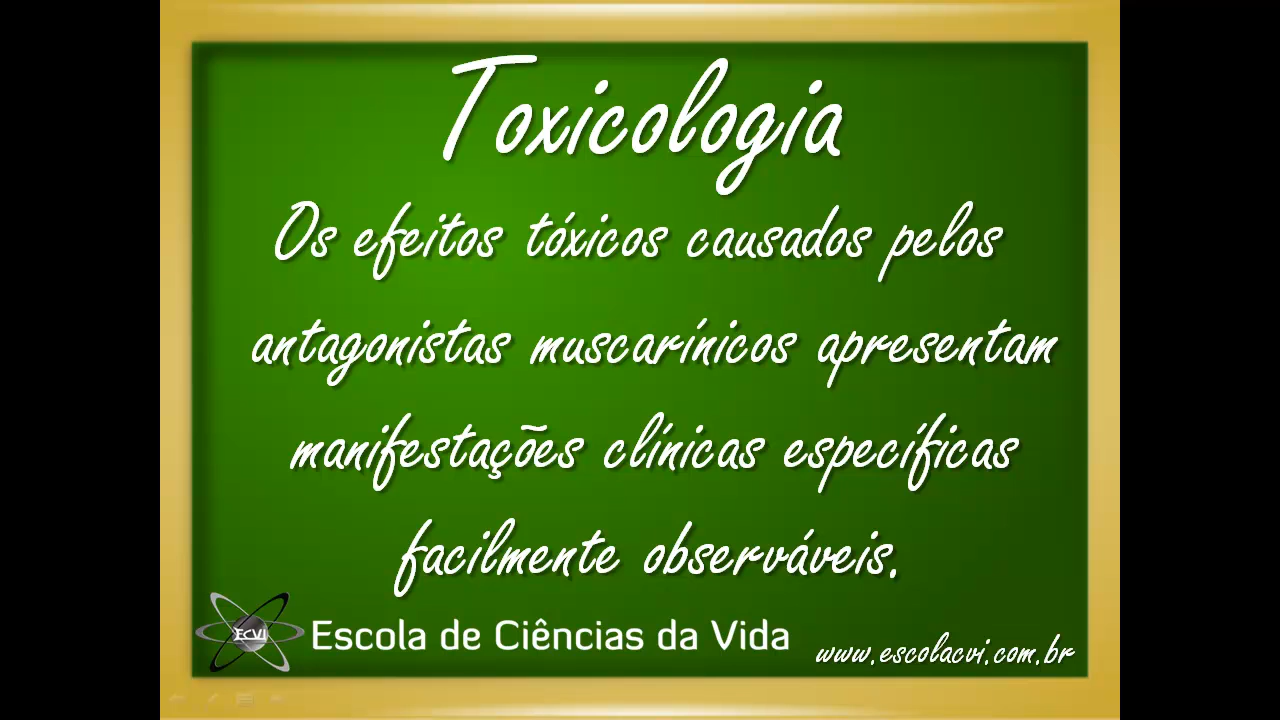 Toxicologia
Os efeitos tóxicos causados pelos
antagonistas muscarínicos apresentam
manifestações clínicas específicas
facilmente observáveis.
ECVI
Escola de Ciências da Vida
www.escolacvi.com.br